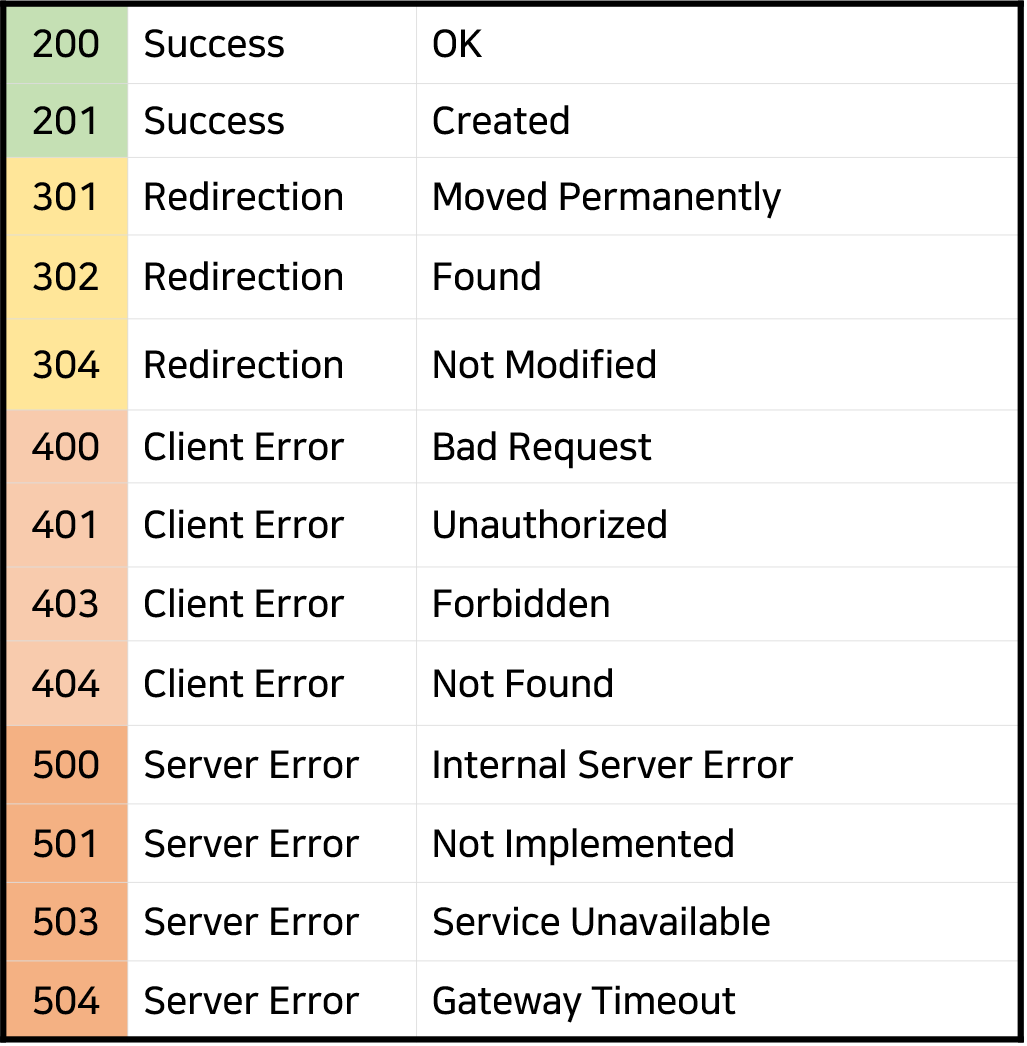 200 Success OK
201 Success Created
301 Redirection Moved Permanently
302 Redirection Found
304 Redirection Not Modified
400 Client Error Bad Request
401 Client Error Unauthorized
403 Client Error Forbidden
404 Client Error Not Found
500 Server Error Internal Server Error
501 Server Error Not Implemented
503 Server Error Service Unavailable
504 Server Error Gateway Timeout